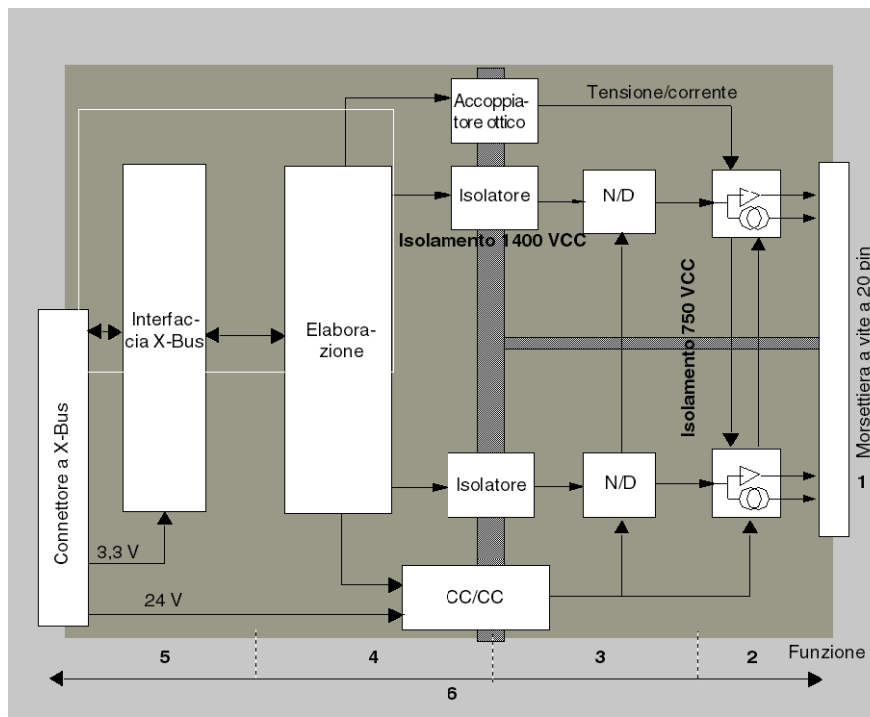 Accoppia-
tore ottico
Tensione/corrente
Isolatore
N/D
Isolamento 1400 VCC
Interfac-
cia X-Bus
Elabora-
zione
Isolamento 750 VCC
Connettore a X-Bus
Morsettiera a vite a 20 pin
1
Isolatore
N/D
3,3 V
24 V
CC/CC
5
4
3
2
Funzione
6